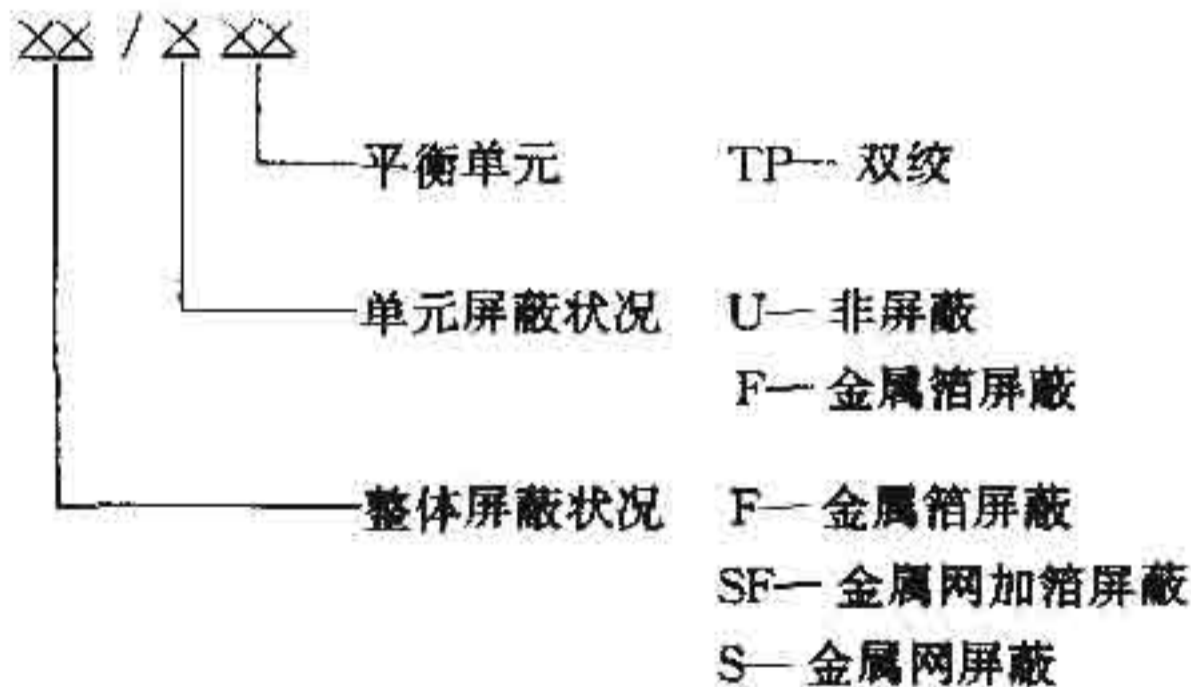 XX / X XX
平衡单元 TP— 双绞
单元屏蔽状况 U— 非屏蔽
F— 金属箔屏蔽
整体屏蔽状况 F— 金属箔屏蔽
SF— 金属网加箔屏蔽
S— 金属网屏蔽